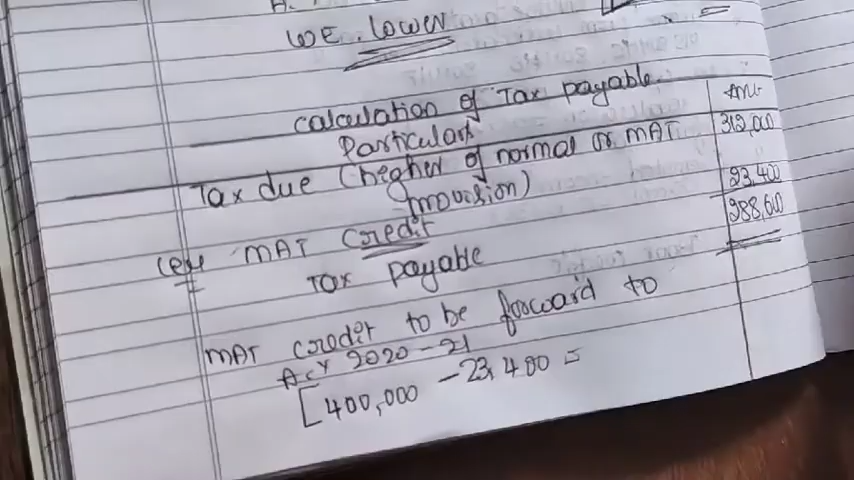 WE. lower
Calculation of Tax payable.
Particulars
Amt
Tax due (higher of normal or MAT
312,000
provision)
Less MAT Credit
23,400
Tax payable
288,600
MAT credit to be forward to
A.C.Y 2020-21
[400,000 - 23,400 =